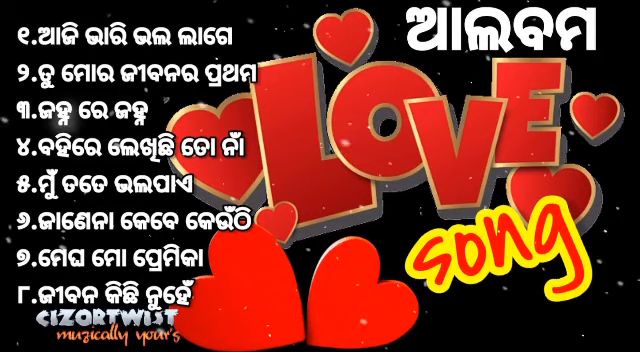 ଆଲବମ
LOVE
song
୧.ଆଜି ଭାରି ଭଲ ଲାଗେ
୨.ତୁ ମୋର ଜୀବନର ପ୍ରଥମ
୩.ଜହ୍ନ ରେ ଜହ୍ନ
୪.ବହିରେ ଲେଖିଛି ତୋ ନାଁ
୫.ମୁଁ ତତେ ଭଲପାଏ
୬.ଜାଣେନା କେବେ କେଉଁଠି
୭.ମେଘ ମୋ ପ୍ରେମିକା
୮.ଜୀବନ କିଛି ନୁହେଁ
CIZORTWIST
muzically your's